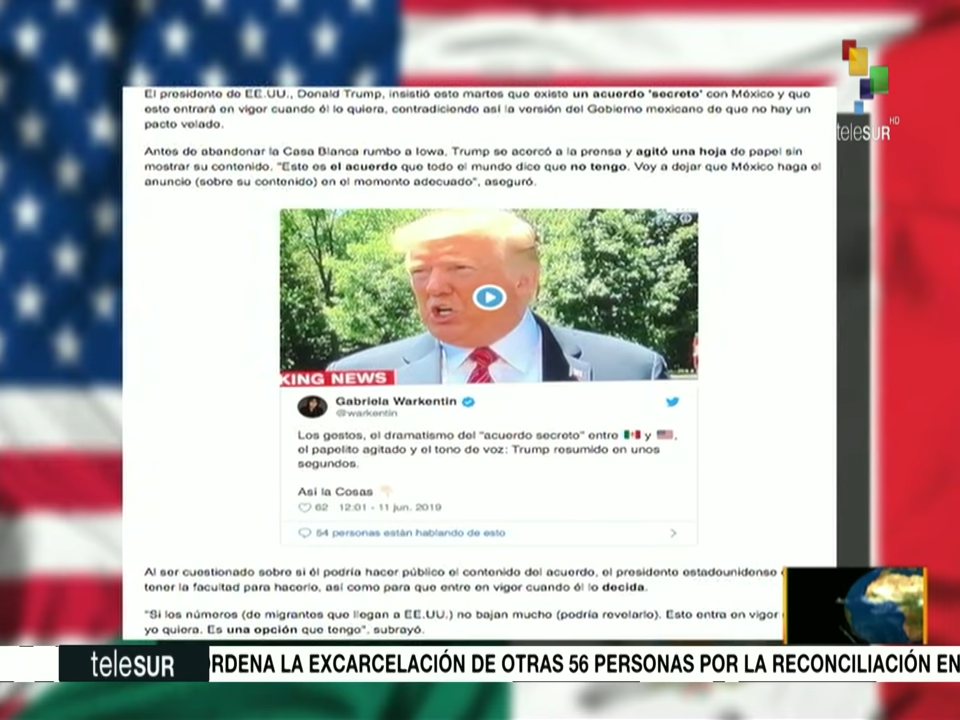 El presidente de EE.UU., Donald Trump, insistió este martes que existe un acuerdo 'secreto' con México y que
este entrará en vigor cuando él lo quiera, contradiciendo así la versión del Gobierno mexicano de que no hay un
pacto velado.
Antes de abandonar la Casa Blanca rumbo a Iowa, Trump se acercó a la prensa y agitó una hoja de papel sin
mostrar su contenido. "Este es el acuerdo que todo el mundo dice que no tengo. Voy a dejar que México haga el
anuncio (sobre su contenido) en el momento adecuado", aseguró.
KING NEWS
Gabriela Warkentin
@warkentin
Los gestos, el dramatismo del "acuerdo secreto" entre 🇲🇽 y 🇺🇸,
el papelito agitado y el tono de voz: Trump resumido en unos
segundos.
Así la Cosas 👇🏻
62 12:01 - 11 jun. 2019
54 personas están hablando de esto
Al ser cuestionado sobre si él podría hacer público el contenido del acuerdo, el presidente estadounidense
tener la facultad para hacerlo, así como para que entre en vigor cuando él lo decida.
"Si los números (de migrantes que llegan a EE.UU.) no bajan mucho (podría revelarlo). Esto entra en vigor
yo quiera. Es una opción que tengo", subrayó.
teleSUR HD
teleSUR
RDENA LA EXCARCELACIÓN DE OTRAS 56 PERSONAS POR LA RECONCILIACIÓN EN